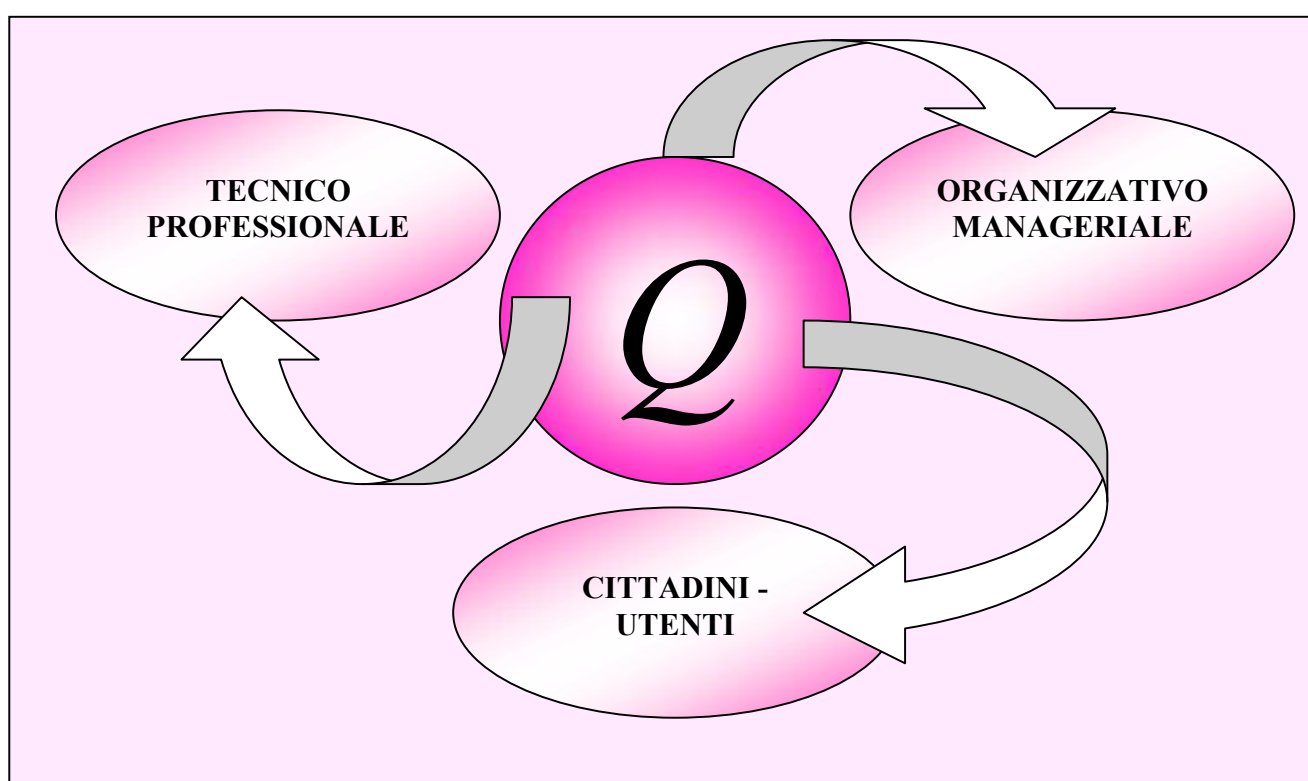 TECNICO
PROFESSIONALE
ORGANIZZATIVO
MANAGERIALE
Q
CITTADINI -
UTENTI